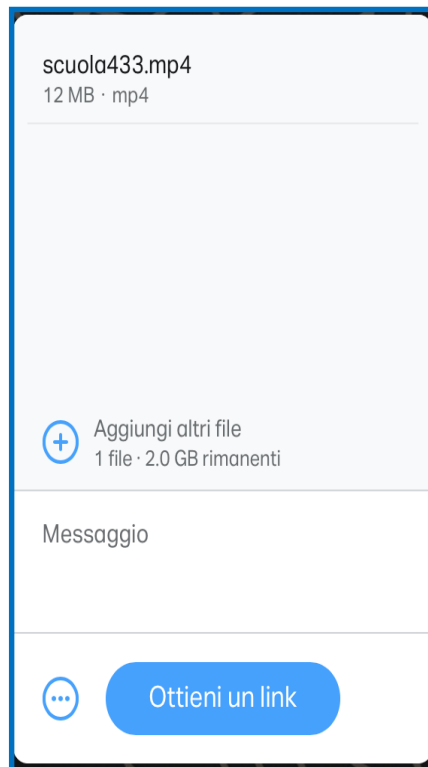 scuola433.mp4
12 MB · mp4
Aggiungi altri file
1 file · 2.0 GB rimanenti
Messaggio
Ottieni un link